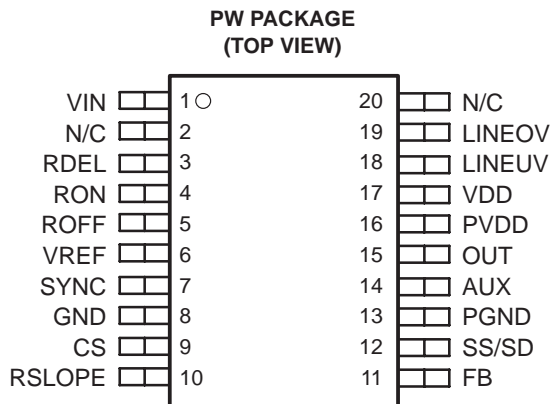 PW PACKAGE
(TOP VIEW)
VIN 1 20 N/C
N/C 2 19 LINEOV
RDEL 3 18 LINEUV
RON 4 17 VDD
ROFF 5 16 PVDD
VREF 6 15 OUT
SYNC 7 14 AUX
GND 8 13 PGND
CS 9 12 SS/SD
RSLOPE 10 11 FB